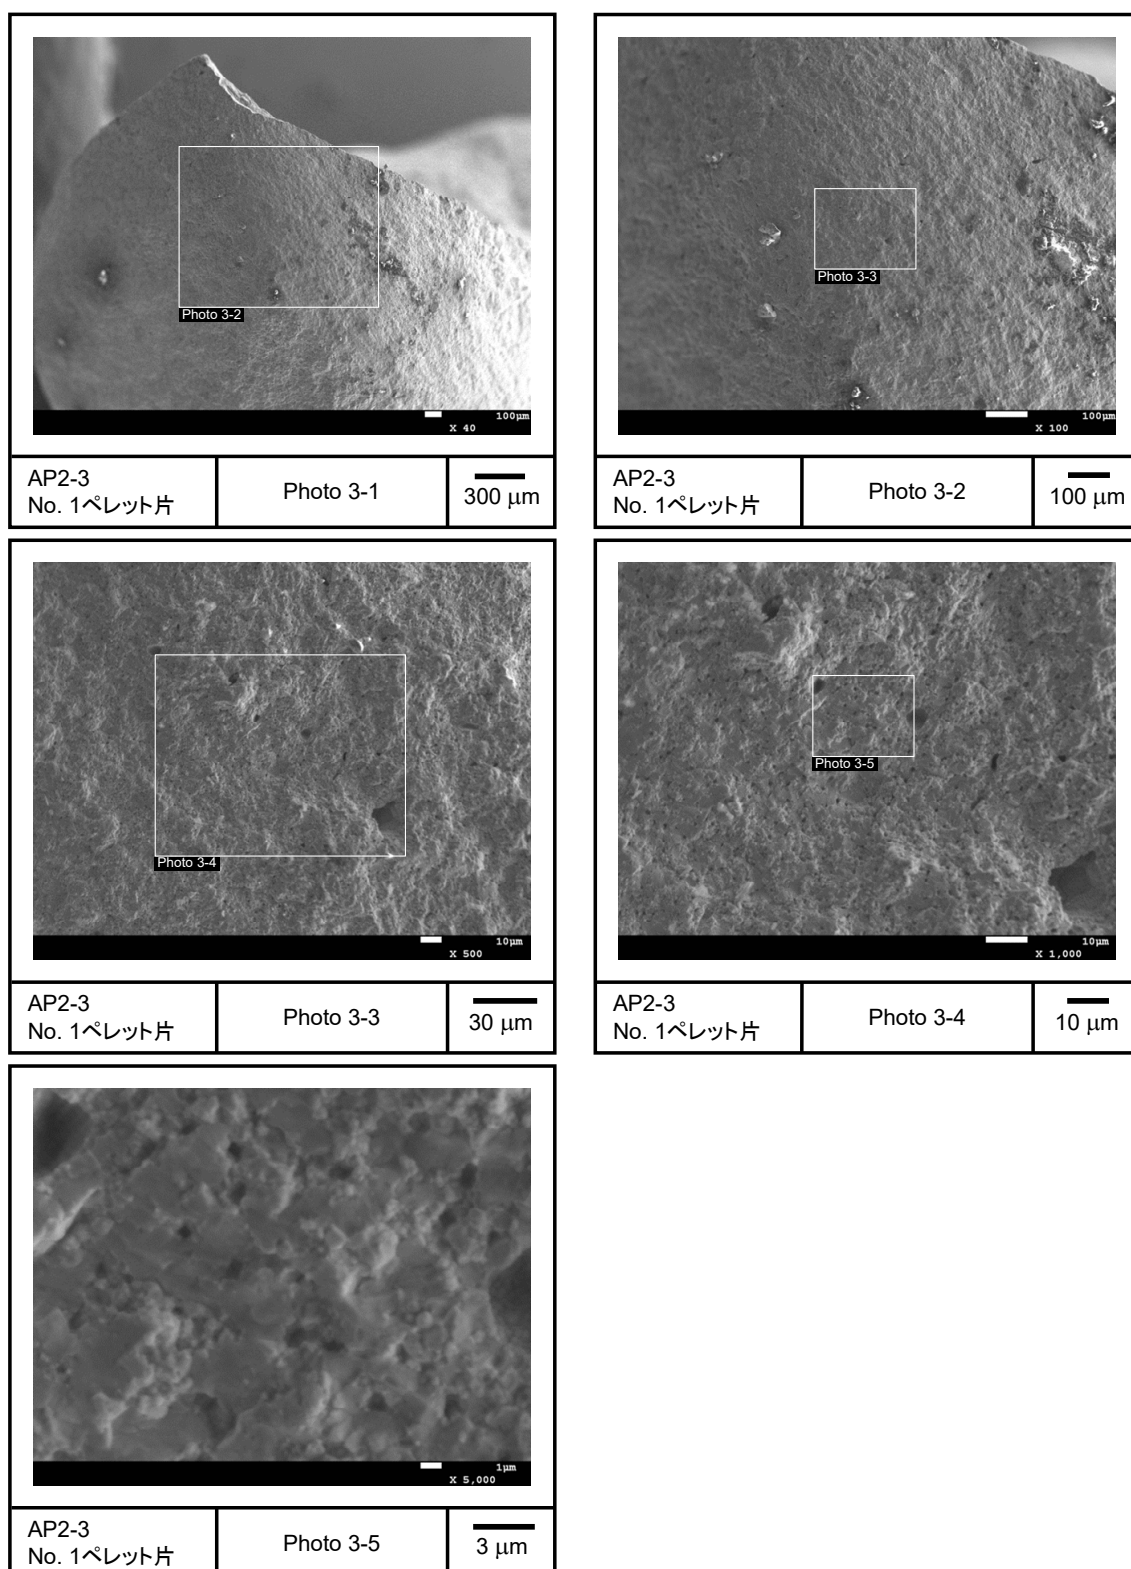 Photo 3-2
100μm
X 40
AP2-3
No. 1ペレット片
Photo 3-1
300 μm
Photo 3-3
100μm
X 100
AP2-3
No. 1ペレット片
Photo 3-2
100 μm
Photo 3-4
10μm
X 500
AP2-3
No. 1ペレット片
Photo 3-3
30 μm
Photo 3-5
10μm
X 1,000
AP2-3
No. 1ペレット片
Photo 3-4
10 μm
1μm
X 5,000
AP2-3
No. 1ペレット片
Photo 3-5
3 μm